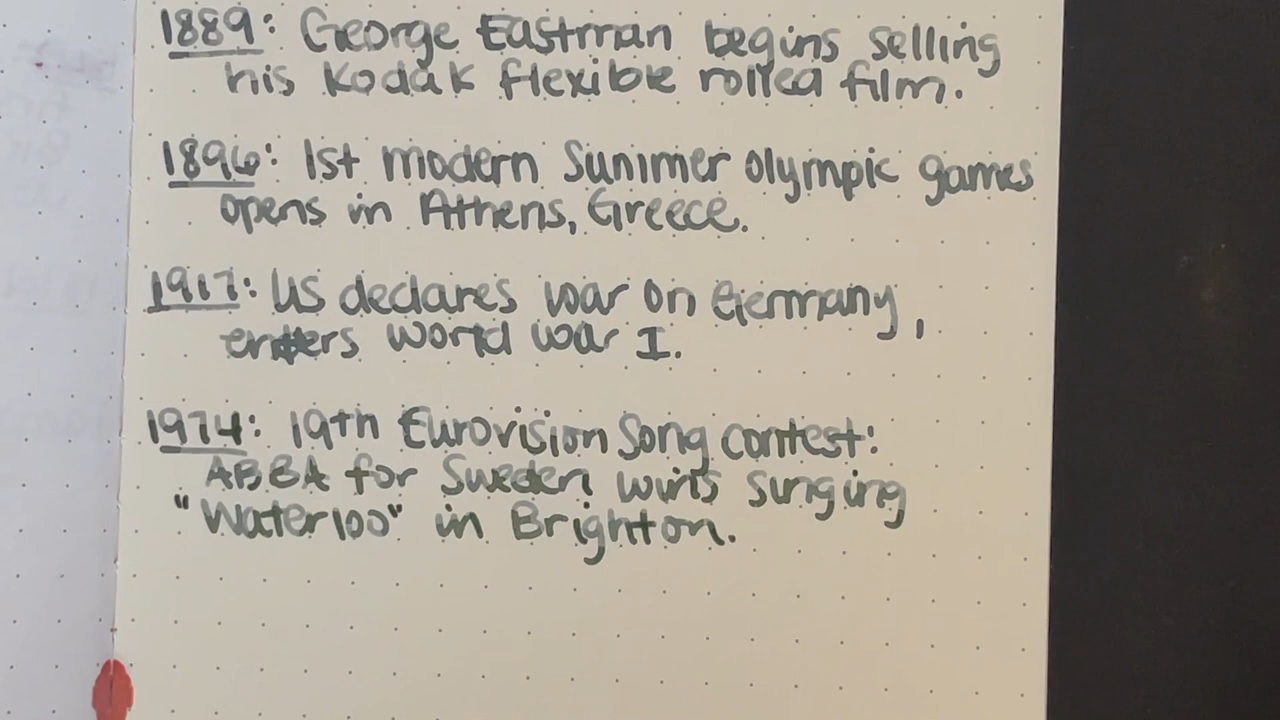 1889: George Eastman begins selling
his Kodak flexible rolled film.
1896: 1st modern Summer Olympic games
opens in Athens, Greece.
1917: US declares war on Germany,
enters World War I.
1974: 19th Eurovision Song contest:
ABBA for Sweden wins singing
"Waterloo" in Brighton.